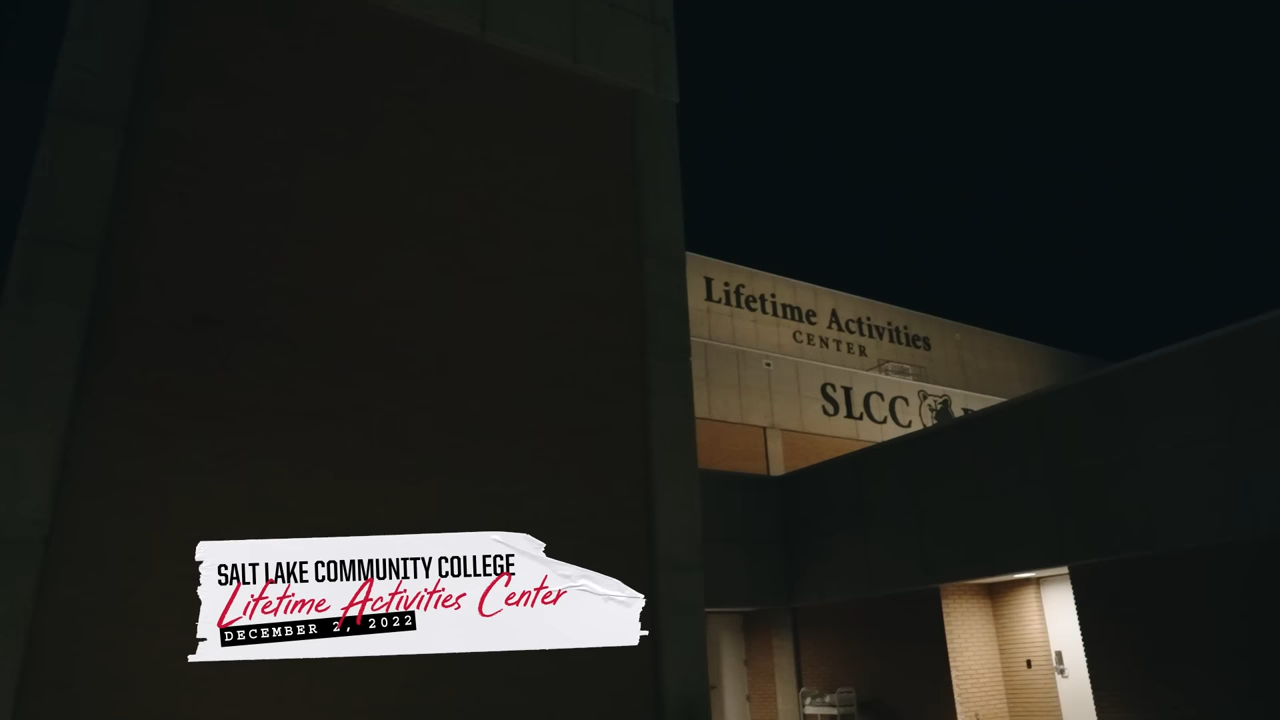 Lifetime Activities
CENTER
SLCC
SALT LAKE COMMUNITY COLLEGE
Lifetime Activities Center
DECEMBER 2, 2022